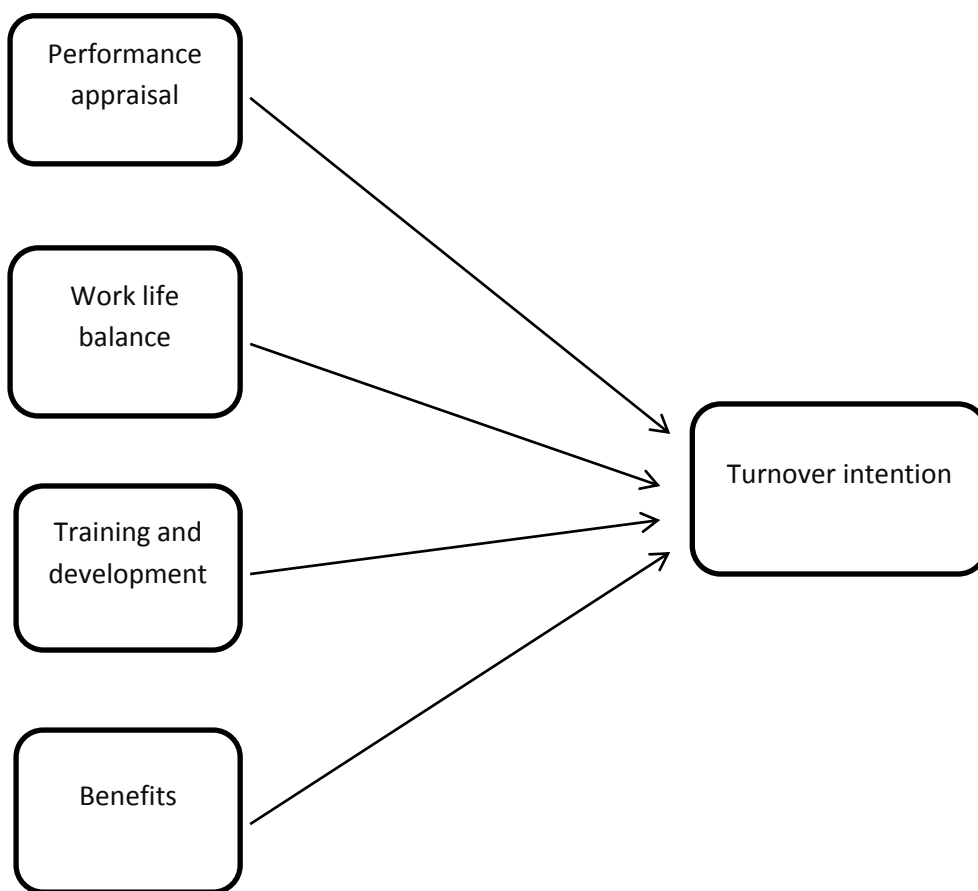 Performance
appraisal
Work life
balance
Training and
development
Benefits
Turnover intention